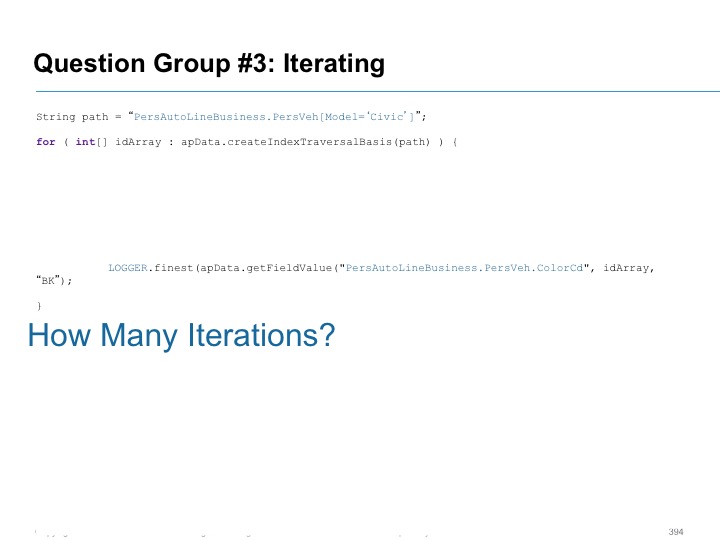 Question Group #3: Iterating
String path = “PersAutoLineBusiness.PersVeh[Model=‘Civic’]”;
for ( int[] idArray : apData.createIndexTraversalBasis(path) ) {
LOGGER.finest(apData.getFieldValue("PersAutoLineBusiness.PersVeh.ColorCd", idArray,
“BK”);
}
How Many Iterations?
394